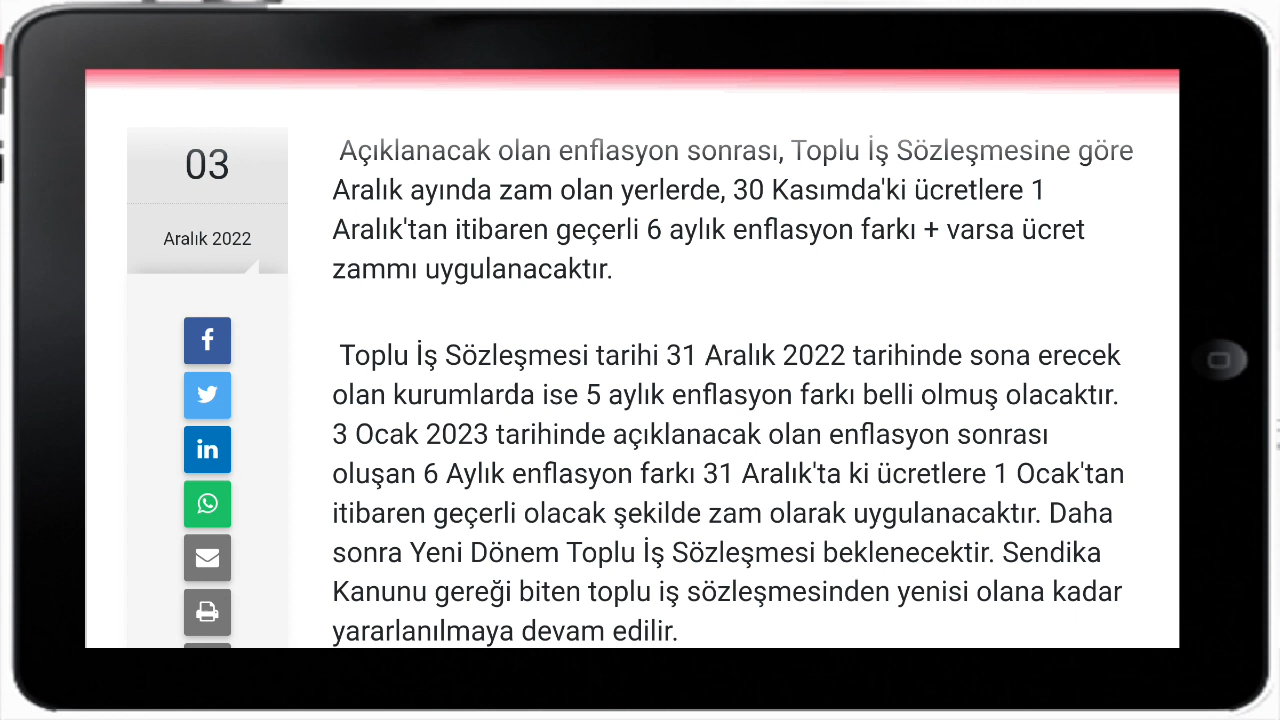 03
Aralık 2022
Açıklanacak olan enflasyon sonrası, Toplu İş Sözleşmesine göre
Aralık ayında zam olan yerlerde, 30 Kasımda'ki ücretlere 1
Aralık'tan itibaren geçerli 6 aylık enflasyon farkı + varsa ücret
zammı uygulanacaktır.
Toplu İş Sözleşmesi tarihi 31 Aralık 2022 tarihinde sona erecek
olan kurumlarda ise 5 aylık enflasyon farkı belli olmuş olacaktır.
3 Ocak 2023 tarihinde açıklanacak olan enflasyon sonrası
oluşan 6 Aylık enflasyon farkı 31 Aralık'ta ki ücretlere 1 Ocak'tan
itibaren geçerli olacak şekilde zam olarak uygulanacaktır. Daha
sonra Yeni Dönem Toplu İş Sözleşmesi beklenecektir. Sendika
Kanunu gereği biten toplu iş sözleşmesinden yenisi olana kadar
yararlanılmaya devam edilir.